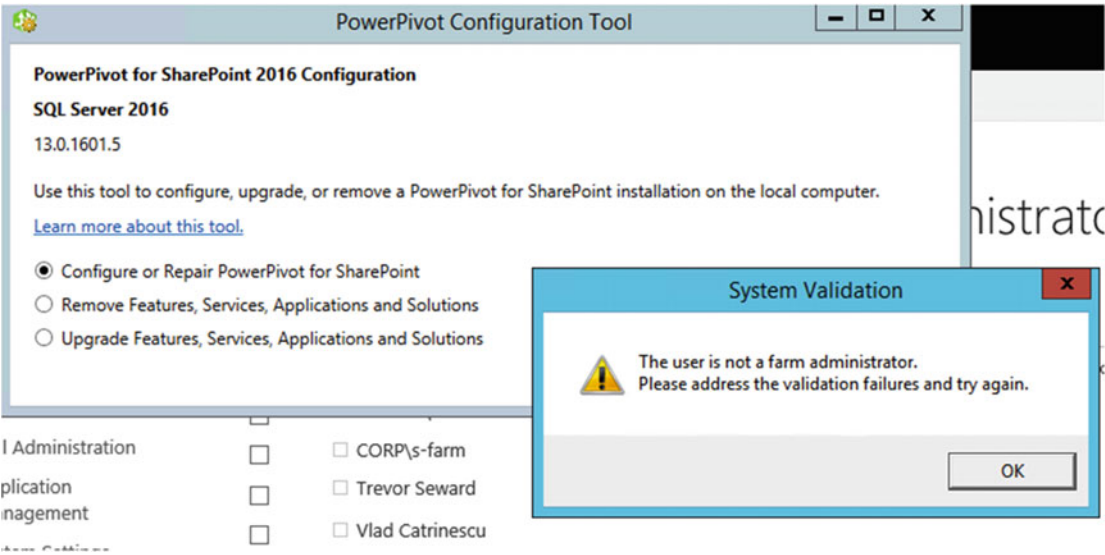 PowerPivot Configuration Tool
PowerPivot for SharePoint 2016 Configuration
SQL Server 2016
13.0.1601.5
Use this tool to configure, upgrade, or remove a PowerPivot for SharePoint installation on the local computer.
Learn more about this tool.
Configure or Repair PowerPivot for SharePoint
Remove Features, Services, Applications and Solutions
Upgrade Features, Services, Applications and Solutions
nistrato
System Validation
The user is not a farm administrator.
Please address the validation failures and try again.
OK
l Administration
CORP\s-farm
plication
nagement
Trevor Seward
Vlad Catrinescu